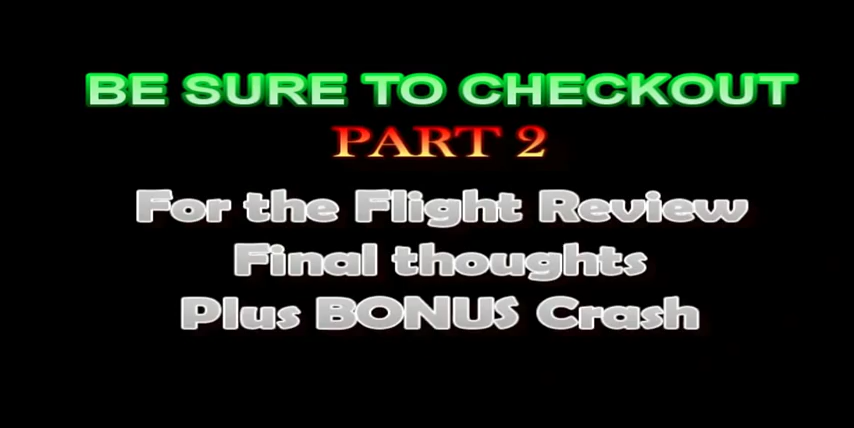 BE SURE TO CHECKOUT
PART 2
For the Flight Review
Final thoughts
Plus BONUS Crash